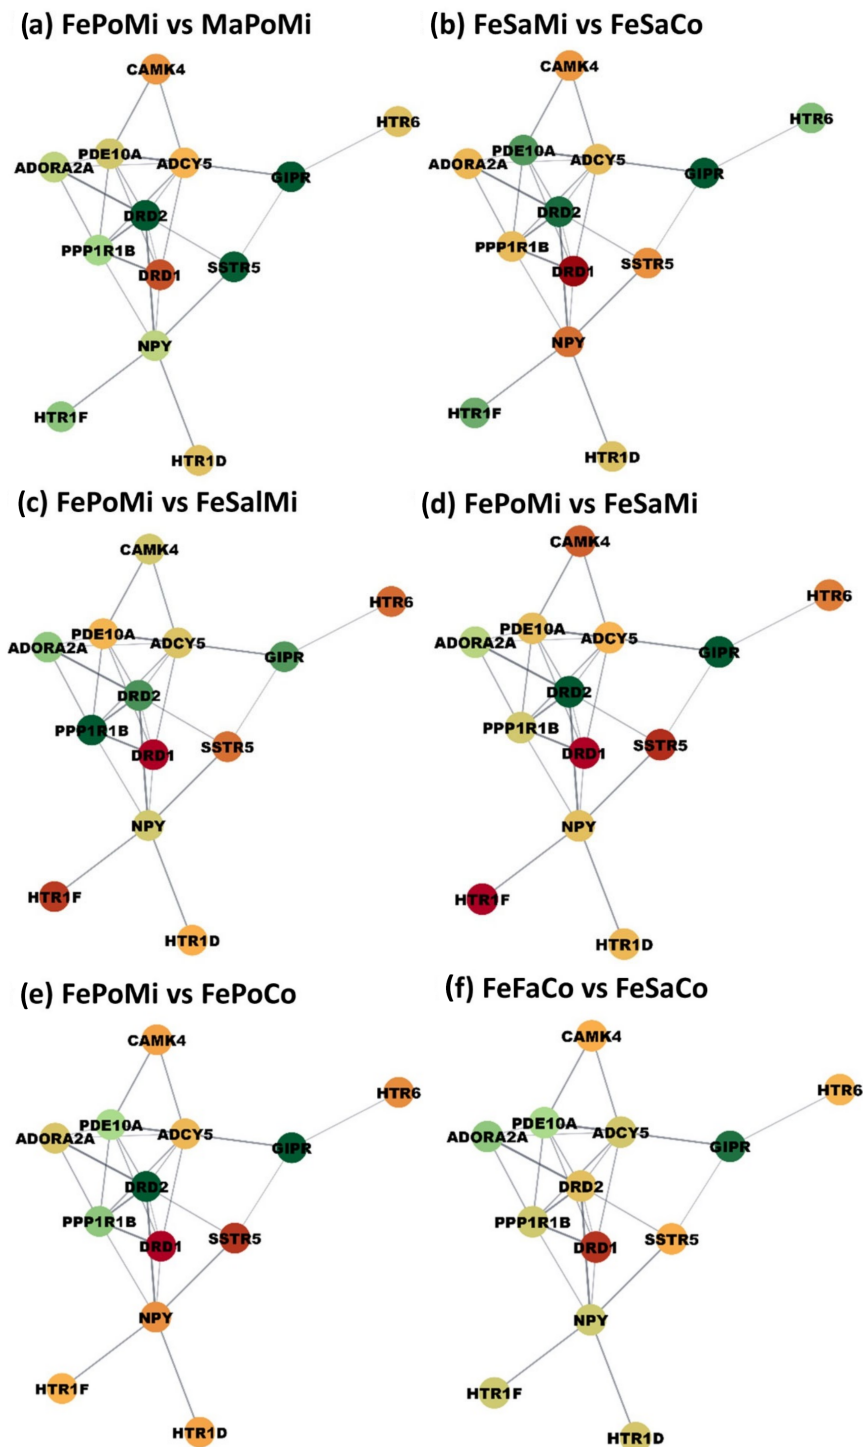 (a) FePoMi vs MaPoMi
CAMK4
HTR6
PDE10A
ADORA2A
ADCY5
GIPR
DRD2
PPP1R1B
SSTR5
DRD1
NPY
HTR1F
HTR1D
(b) FeSaMi vs FeSaCo
CAMK4
HTR6
PDE10A
ADORA2A
ADCY5
GIPR
DRD2
PPP1R1B
SSTR5
DRD1
NPY
HTR1F
HTR1D
(c) FePoMi vs FeSalMi
CAMK4
HTR6
PDE10A
ADORA2A
ADCY5
GIPR
DRD2
PPP1R1B
SSTR5
DRD1
NPY
HTR1F
HTR1D
(d) FePoMi vs FeSaMi
CAMK4
HTR6
PDE10A
ADORA2A
ADCY5
GIPR
DRD2
PPP1R1B
SSTR5
DRD1
NPY
HTR1F
HTR1D
(e) FePoMi vs FePoCo
CAMK4
HTR6
PDE10A
ADORA2A
ADCY5
GIPR
DRD2
PPP1R1B
SSTR5
DRD1
NPY
HTR1F
HTR1D
(f) FeFaCo vs FeSaCo
CAMK4
HTR6
PDE10A
ADORA2A
ADCY5
GIPR
DRD2
PPP1R1B
SSTR5
DRD1
NPY
HTR1F
HTR1D